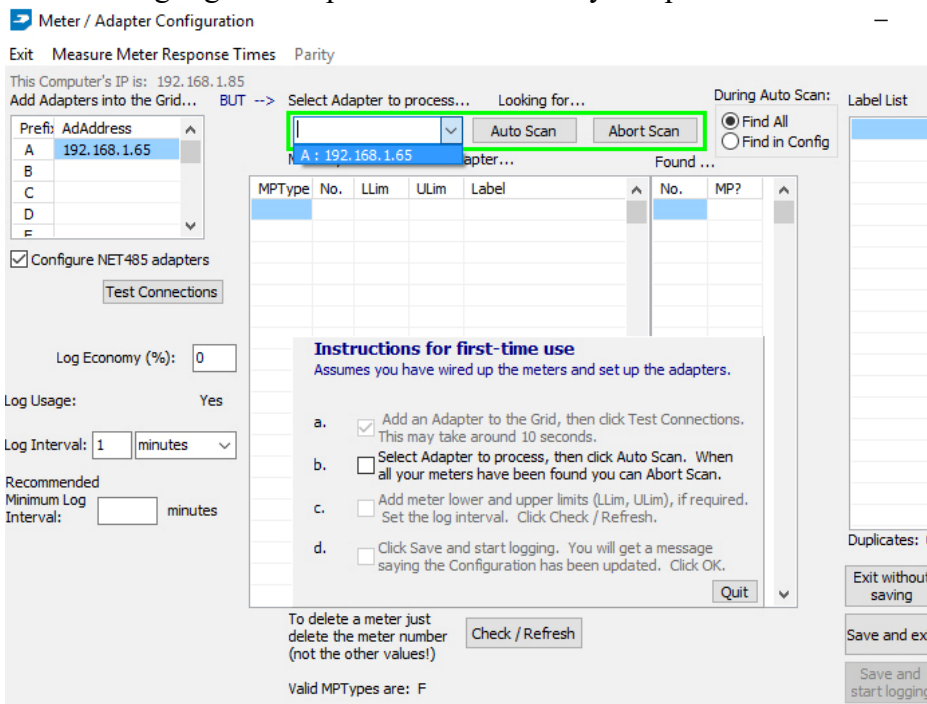 Meter / Adapter Configuration
Exit Measure Meter Response Times Parity
This Computer's IP is: 192.168.1.85
Add Adapters into the Grid... BUT --> Select Adapter to process... Looking for... During Auto Scan: Label List
Prefix AdAddress
Auto Scan Abort Scan
Find All
Find in Config
A 192.168.1.65
A : 192.168.1.65
apter... Found ...
B
C
D
E
MPType No. LLim ULim Label No. MP?
Configure NET485 adapters
Test Connections
Log Economy (%): 0
Log Usage: Yes
Log Interval: 1 minutes
Recommended
Minimum Log
Interval: minutes
Instructions for first-time use
Assumes you have wired up the meters and set up the adapters.
a. Add an Adapter to the Grid, then click Test Connections.
This may take around 10 seconds.
b. Select Adapter to process, then click Auto Scan. When
all your meters have been found you can Abort Scan.
c. Add meter lower and upper limits (LLim, ULim), if required.
Set the log interval. Click Check / Refresh.
d. Click Save and start logging. You will get a message
saying the Configuration has been updated. Click
OK.
Quit
To delete a meter just
delete the meter number
(not the other values!)
Check / Refresh
Valid MPTypes are: F
Duplicates:
Exit without
saving
Save and ex
Save and
start logging